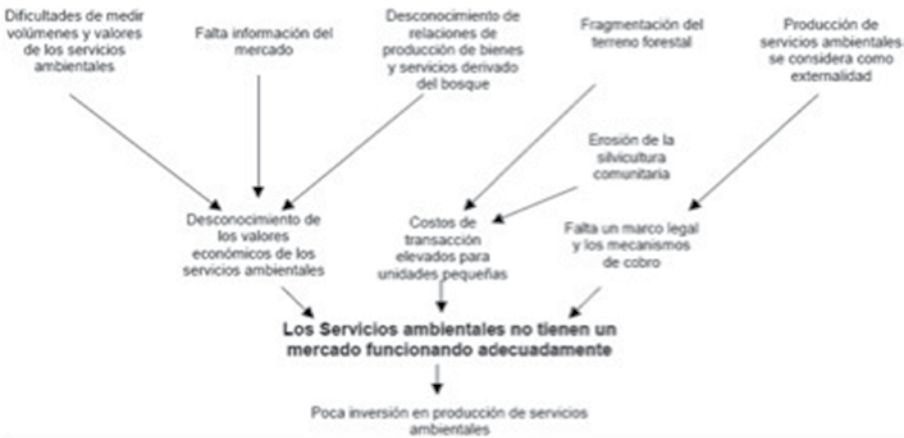 Dificultades de medir
volúmenes y valores
de los servicios
ambientales
Falta información del
mercado
Desconocimiento de
relaciones de
producción de bienes
y servicios derivado
del bosque
Fragmentación del
terreno forestal
Producción de
servicios ambientales
se considera como
externalidad
Erosión de la
silvicultura
comunitaria
Desconocimiento de
los valores
económicos de los
servicios ambientales
Costos de
transacción
elevados para
unidades pequeñas
Falta un marco legal
y los mecanismos
de cobro
Los Servicios ambientales no tienen un
mercado funcionando adecuadamente
Poca inversión en producción de servicios
ambientales